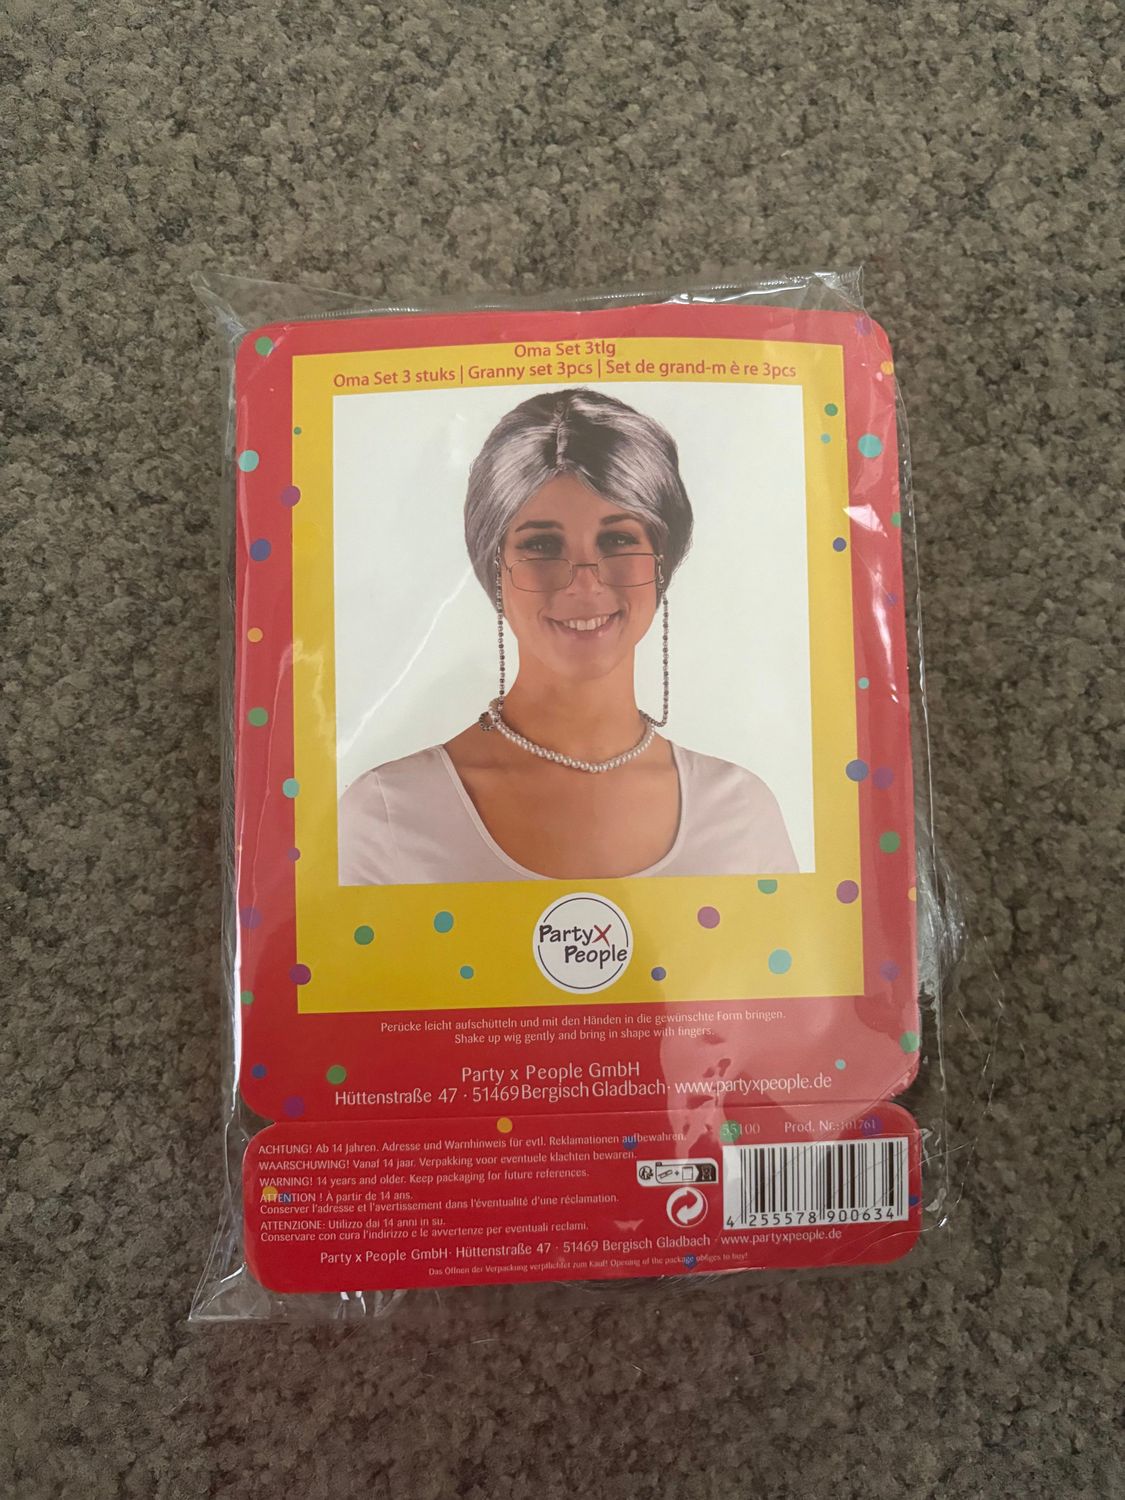 Oma Set 3tlg
Oma Set 3 stuks | Granny set 3pcs | Set de grand-m è re 3pcs
PartyX
People
Perücke leicht aufschütteln und mit den Händen in die gewünschte Form bringen.
Shake up wig gently and bring in shape with fingers.
Party x People GmbH
Hüttenstraße 47 · 51469 Bergisch Gladbach · www.partyxpeople.de
55100 Prod. Nr.:101761
ACHTUNG! Ab 14 Jahren. Adresse und Warnhinweis für evtl. Reklamationen aufbewahren.
WAARSCHUWING! Vanaf 14 jaar. Verpakking voor eventuele klachten bewaren.
WARNING! 14 years and older. Keep packaging for future references.
ATTENTION ! À partir de 14 ans.
Conserver l'adresse et l'avertissement dans l'éventualité d'une réclamation.
ATTENZIONE: Utilizzo dai 14 anni in su.
Conservare con cura l'indirizzo e le avvertenze per eventuali reclami.
4 255578 900634
Party x People GmbH · Hüttenstraße 47 · 51469 Bergisch Gladbach · www.partyxpeople.de
Das Öffnen der Verpackung verpflichtet zum Kauf! Opening of the package obliges to buy!